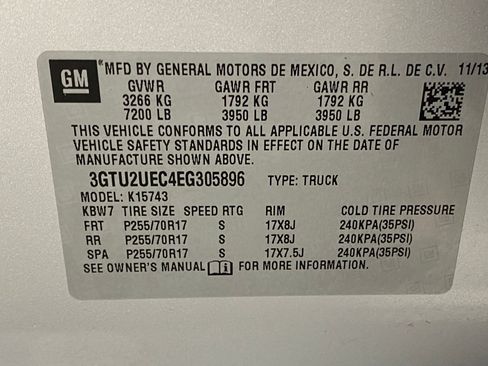 GM
MFD BY GENERAL MOTORS DE MEXICO, S. DE R.L. DE C.V. 11/13
GVWR GAWR FRT GAWR RR
3266 KG 1792 KG 1792 KG
7200 LB 3950 LB 3950 LB
THIS VEHICLE CONFORMS TO ALL APPLICABLE U.S. FEDERAL MOTOR
VEHICLE SAFETY STANDARDS IN EFFECT ON THE DATE OF
MANUFACTURE SHOWN ABOVE.
3GTU2UEC4EG305896 TYPE: TRUCK
MODEL: K15743
KBW7 TIRE SIZE SPEED RTG RIM COLD TIRE PRESSURE
FRT P255/70R17 S 17X8J 240KPA(35PSI)
RR P255/70R17 S 17X8J 240KPA(35PSI)
SPA P255/70R17 S 17X7.5J 240KPA(35PSI)
SEE OWNER'S MANUAL FOR MORE INFORMATION.